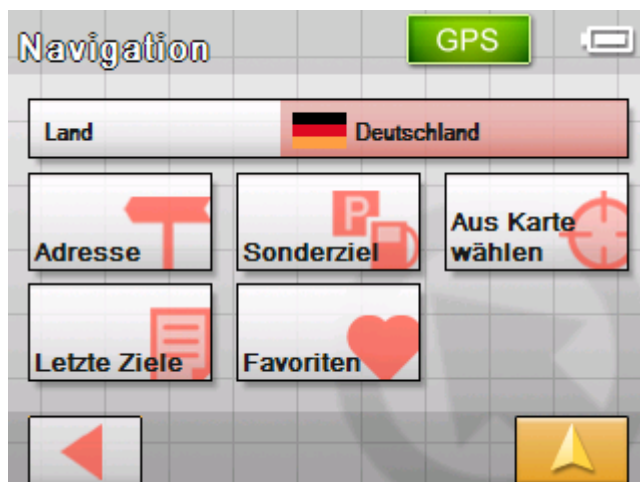 Navigation
GPS
Land
Deutschland
Adresse
Sonderziel
P
Aus Karte
wählen
Letzte Ziele
Favoriten